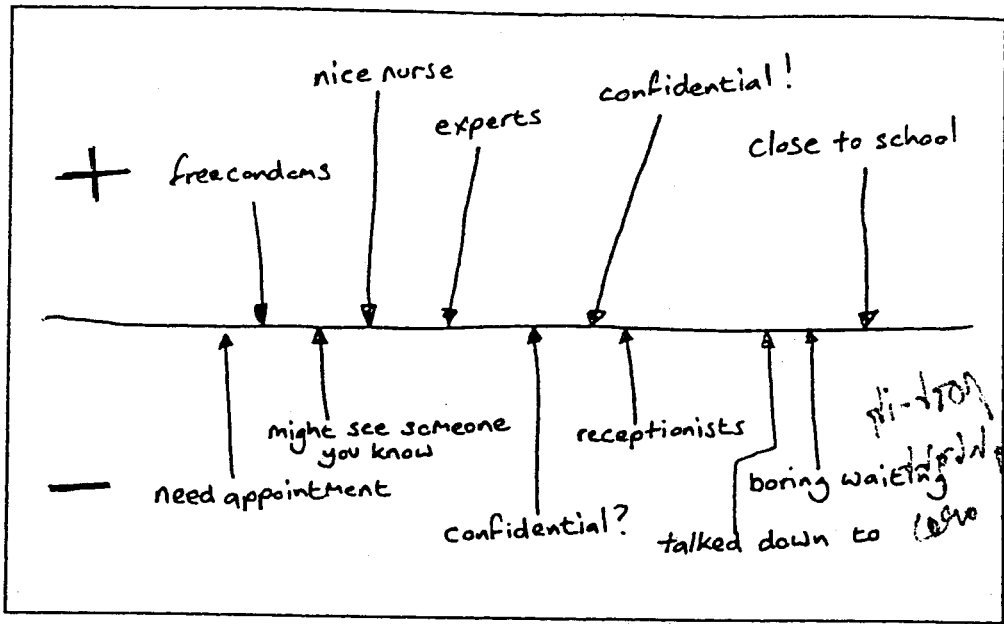 nice nurse
confidential!
experts
close to school
+ free condoms
might see someone
you know
receptionists
boring waiting
– need appointment
confidential?
talked down to